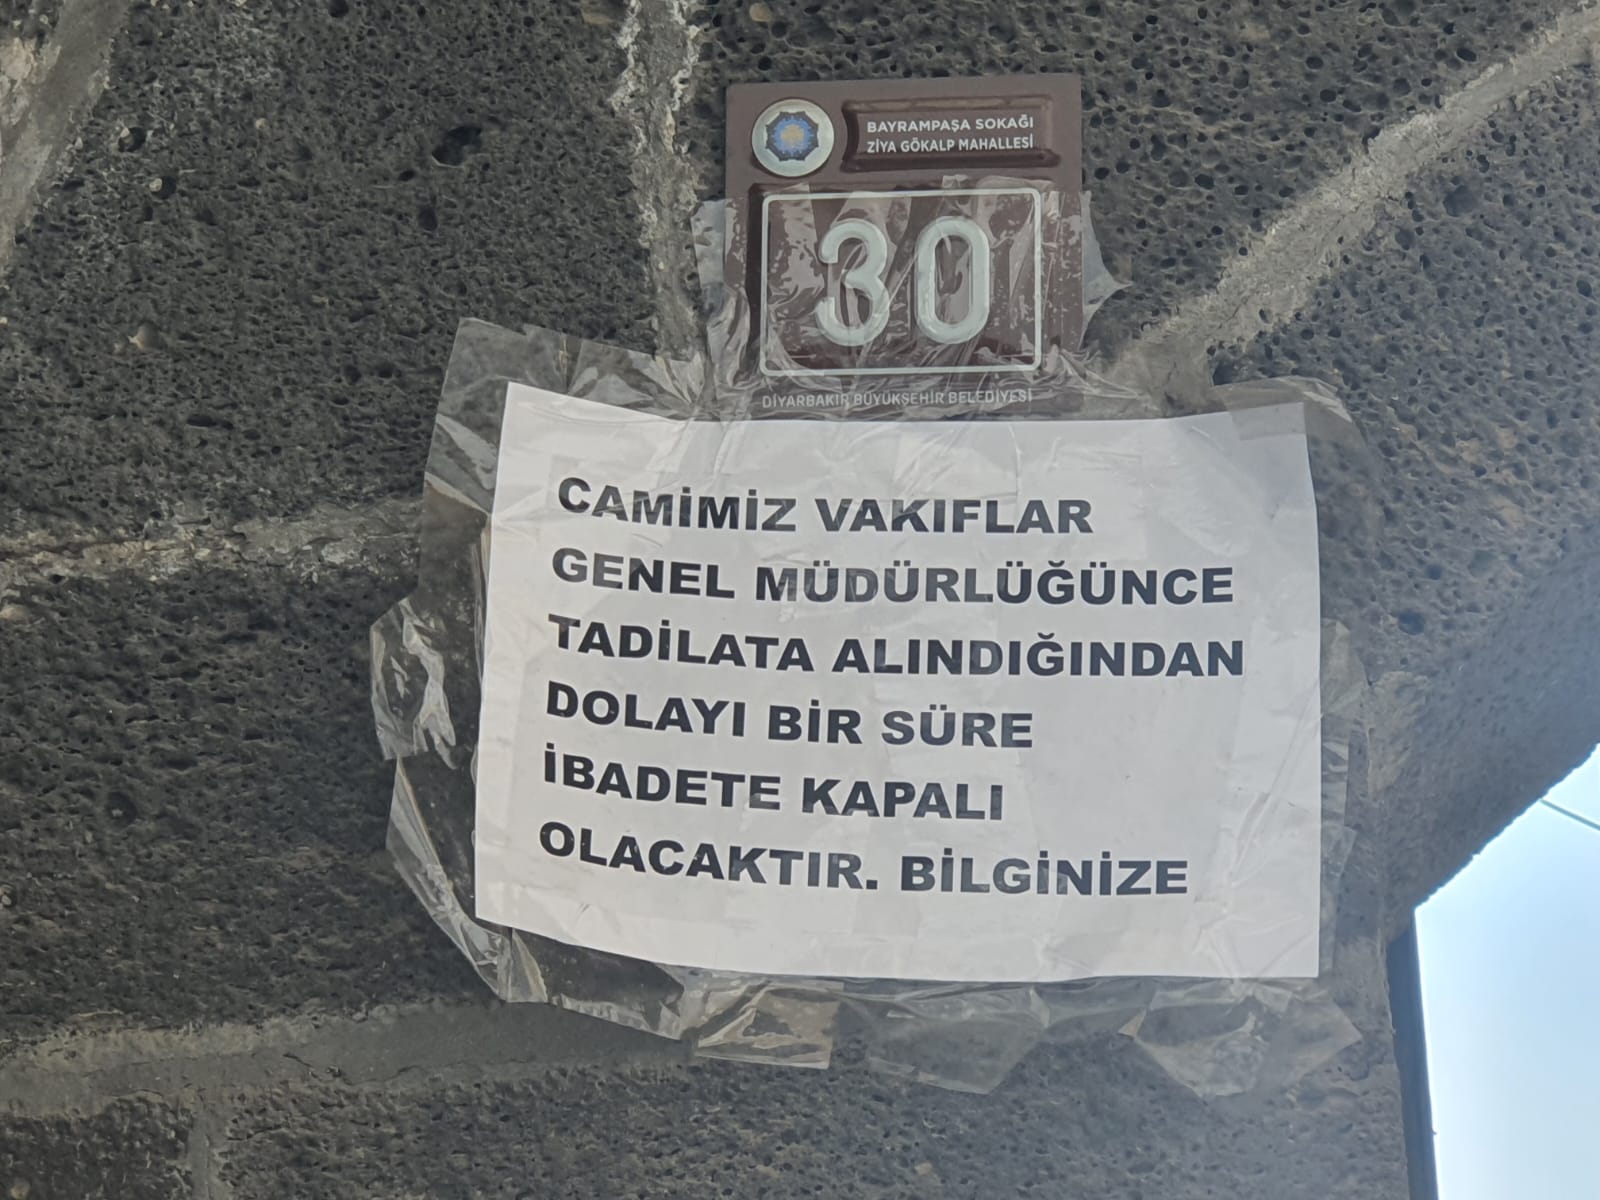 BAYRAMPAŞA SOKAĞI
ZİYA GÖKALP MAHALLESİ
30
DİYARBAKIR BÜYÜKŞEHİR BELEDİYESİ
CAMİMİZ VAKIFLAR
GENEL MÜDÜRLÜĞÜNCE
TADİLATA ALINDIĞINDAN
DOLAYI BİR SÜRE
İBADETE KAPALI
OLACAKTIR. BİLGİNİZE